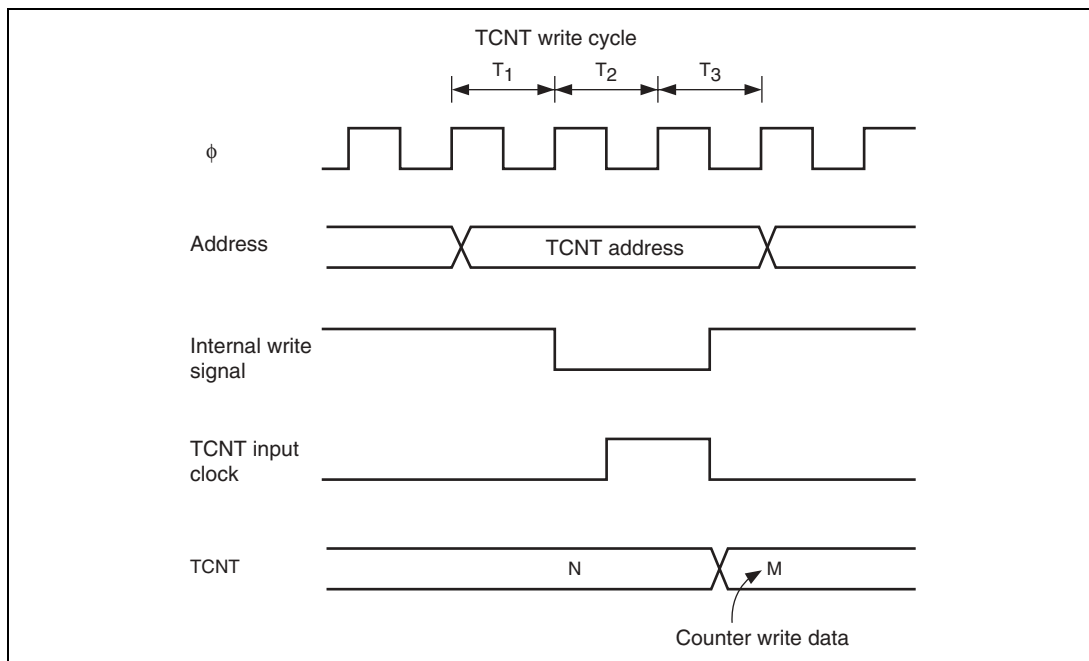 TCNT write cycle
T1 T2 T3
ϕ
Address
TCNT address
Internal write
signal
TCNT input
clock
TCNT
N
M
Counter write data